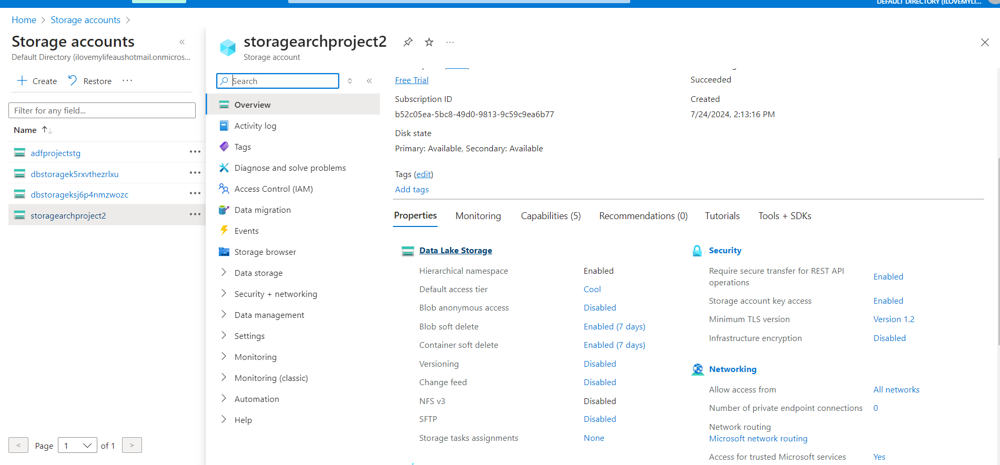 DEFAULT DIRECTORY (ILOVEMYLI...
Home > Storage accounts >
Storage accounts
Default Directory (ilovemylifeaushotmail.onmicros...
Create Restore ...
Filter for any field...
Name
adfprojectstg
dbstoragek5rxvthezrlxu
dbstorageksj6p4nmzwozc
storagearchproject2
< Page 1 of 1 >
storagearchproject2
Storage account
Search
Overview
Activity log
Tags
Diagnose and solve problems
Access Control (IAM)
Data migration
Events
Storage browser
Data storage
Security + networking
Data management
Settings
Monitoring
Monitoring (classic)
Automation
Help
Free Trial
Subscription ID
b52c05ea-5bc8-49d0-9813-9c59c9ea6b77
Disk state
Primary: Available, Secondary: Available
Tags (edit)
Add tags
Succeeded
Created
7/24/2024, 2:13:16 PM
Properties Monitoring Capabilities (5) Recommendations (0) Tutorials Tools + SDKs
Data Lake Storage
Hierarchical namespace Enabled
Default access tier Cool
Blob anonymous access Disabled
Blob soft delete Enabled (7 days)
Container soft delete Enabled (7 days)
Versioning Disabled
Change feed Disabled
NFS v3 Disabled
SFTP Disabled
Storage tasks assignments None
Security
Require secure transfer for REST API
operations Enabled
Storage account key access Enabled
Minimum TLS version Version 1.2
Infrastructure encryption Disabled
Networking
Allow access from All networks
Number of private endpoint connections 0
Network routing
Microsoft network routing
Access for trusted Microsoft services Yes